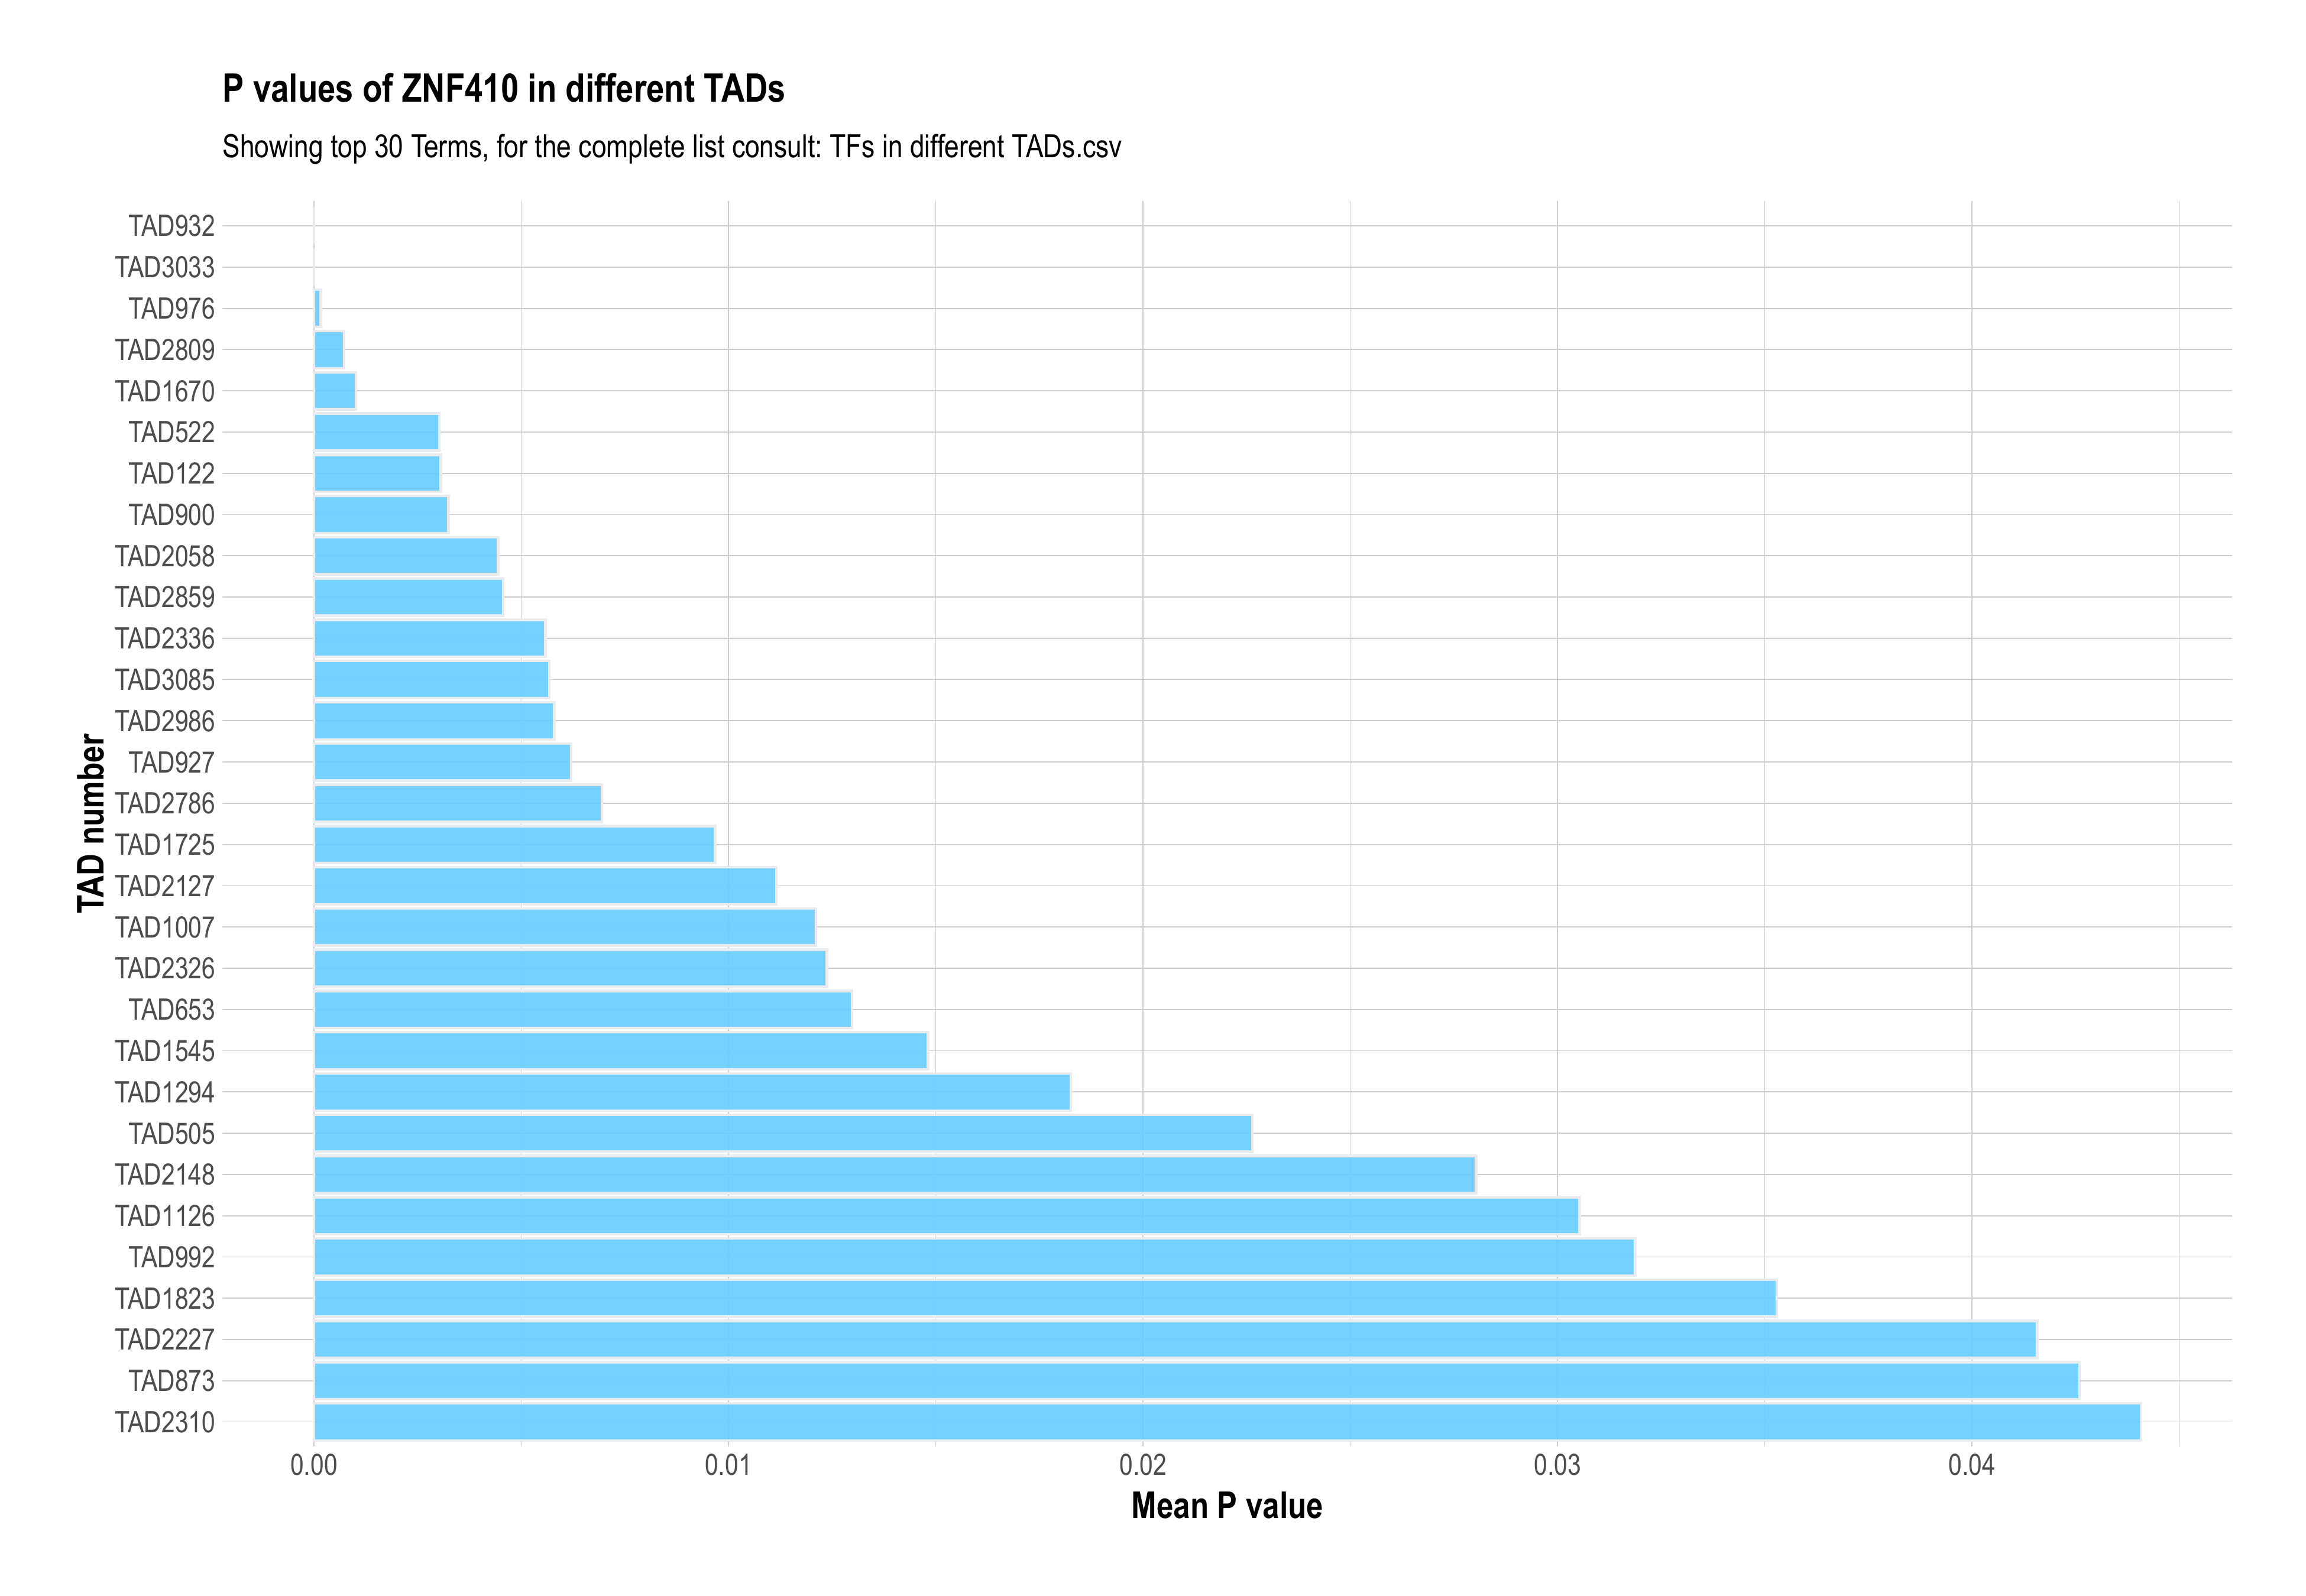 P values of ZNF410 in different TADs
Showing top 30 Terms, for the complete list consult: TFs in different TADs.csv
TAD number
TAD932
TAD3033
TAD976
TAD2809
TAD1670
TAD522
TAD122
TAD900
TAD2058
TAD2859
TAD2336
TAD3085
TAD2986
TAD927
TAD2786
TAD1725
TAD2127
TAD1007
TAD2326
TAD653
TAD1545
TAD1294
TAD505
TAD2148
TAD1126
TAD992
TAD1823
TAD2227
TAD873
TAD2310
0.00 0.01 0.02 0.03 0.04
Mean P value